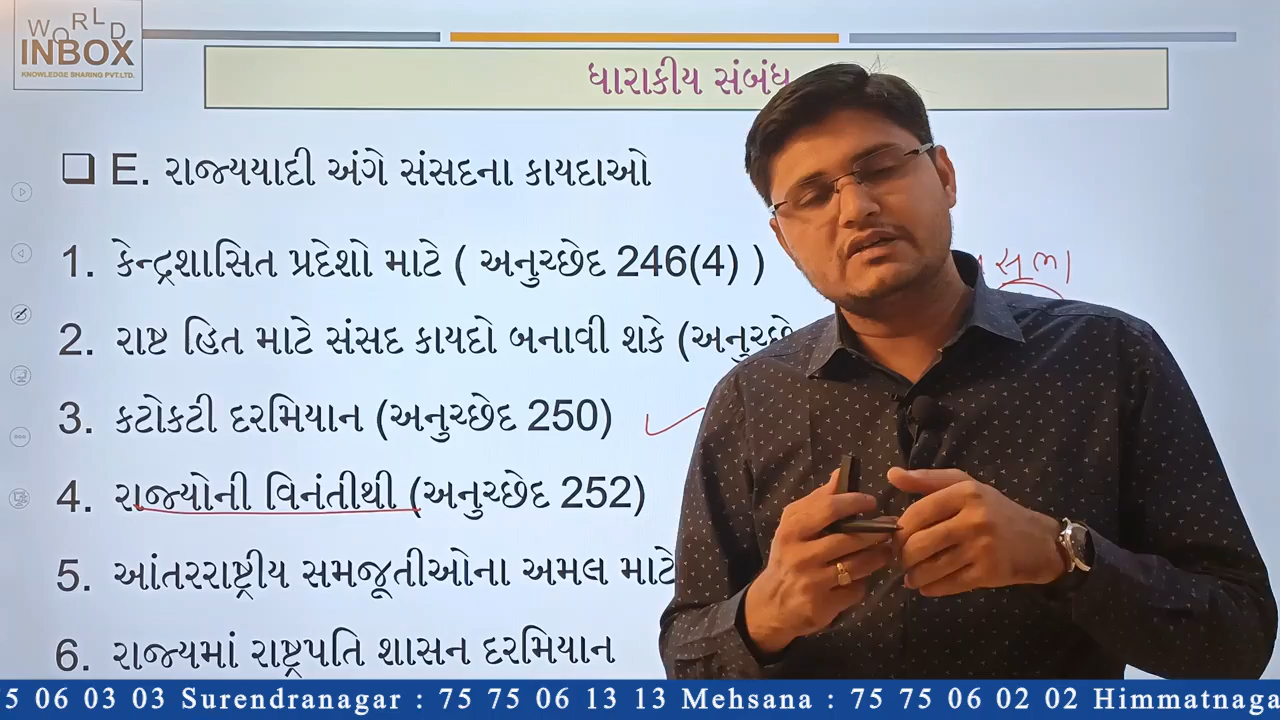 WORLD
INBOX
KNOWLEDGE SHARING PVT.LTD.
ધારાકીય સંબંધ
❑ E. રાજ્યયાદી અંગે સંસદના કાયદાઓ
1. કેન્દ્રશાસિત પ્રદેશો માટે ( અનુચ્છેદ 246(4) )
સભા
2. રાષ્ટ હિત માટે સંસદ કાયદો બનાવી શકે
3. કટોકટી દરમિયાન (અનુચ્છેદ 250)
4. રાજ્યોની વિનંતીથી (અનુચ્છેદ 252)
5. આંતરરાષ્ટ્રીય સમજૂતીઓના અમલ માટે
6. રાજ્યમાં રાષ્ટ્રપતિ શાસન દરમિયાન
5 06 03 03 Surendranagar : 75 75 06 13 13 Mehsana : 75 75 06 02 02 Himmatnaga